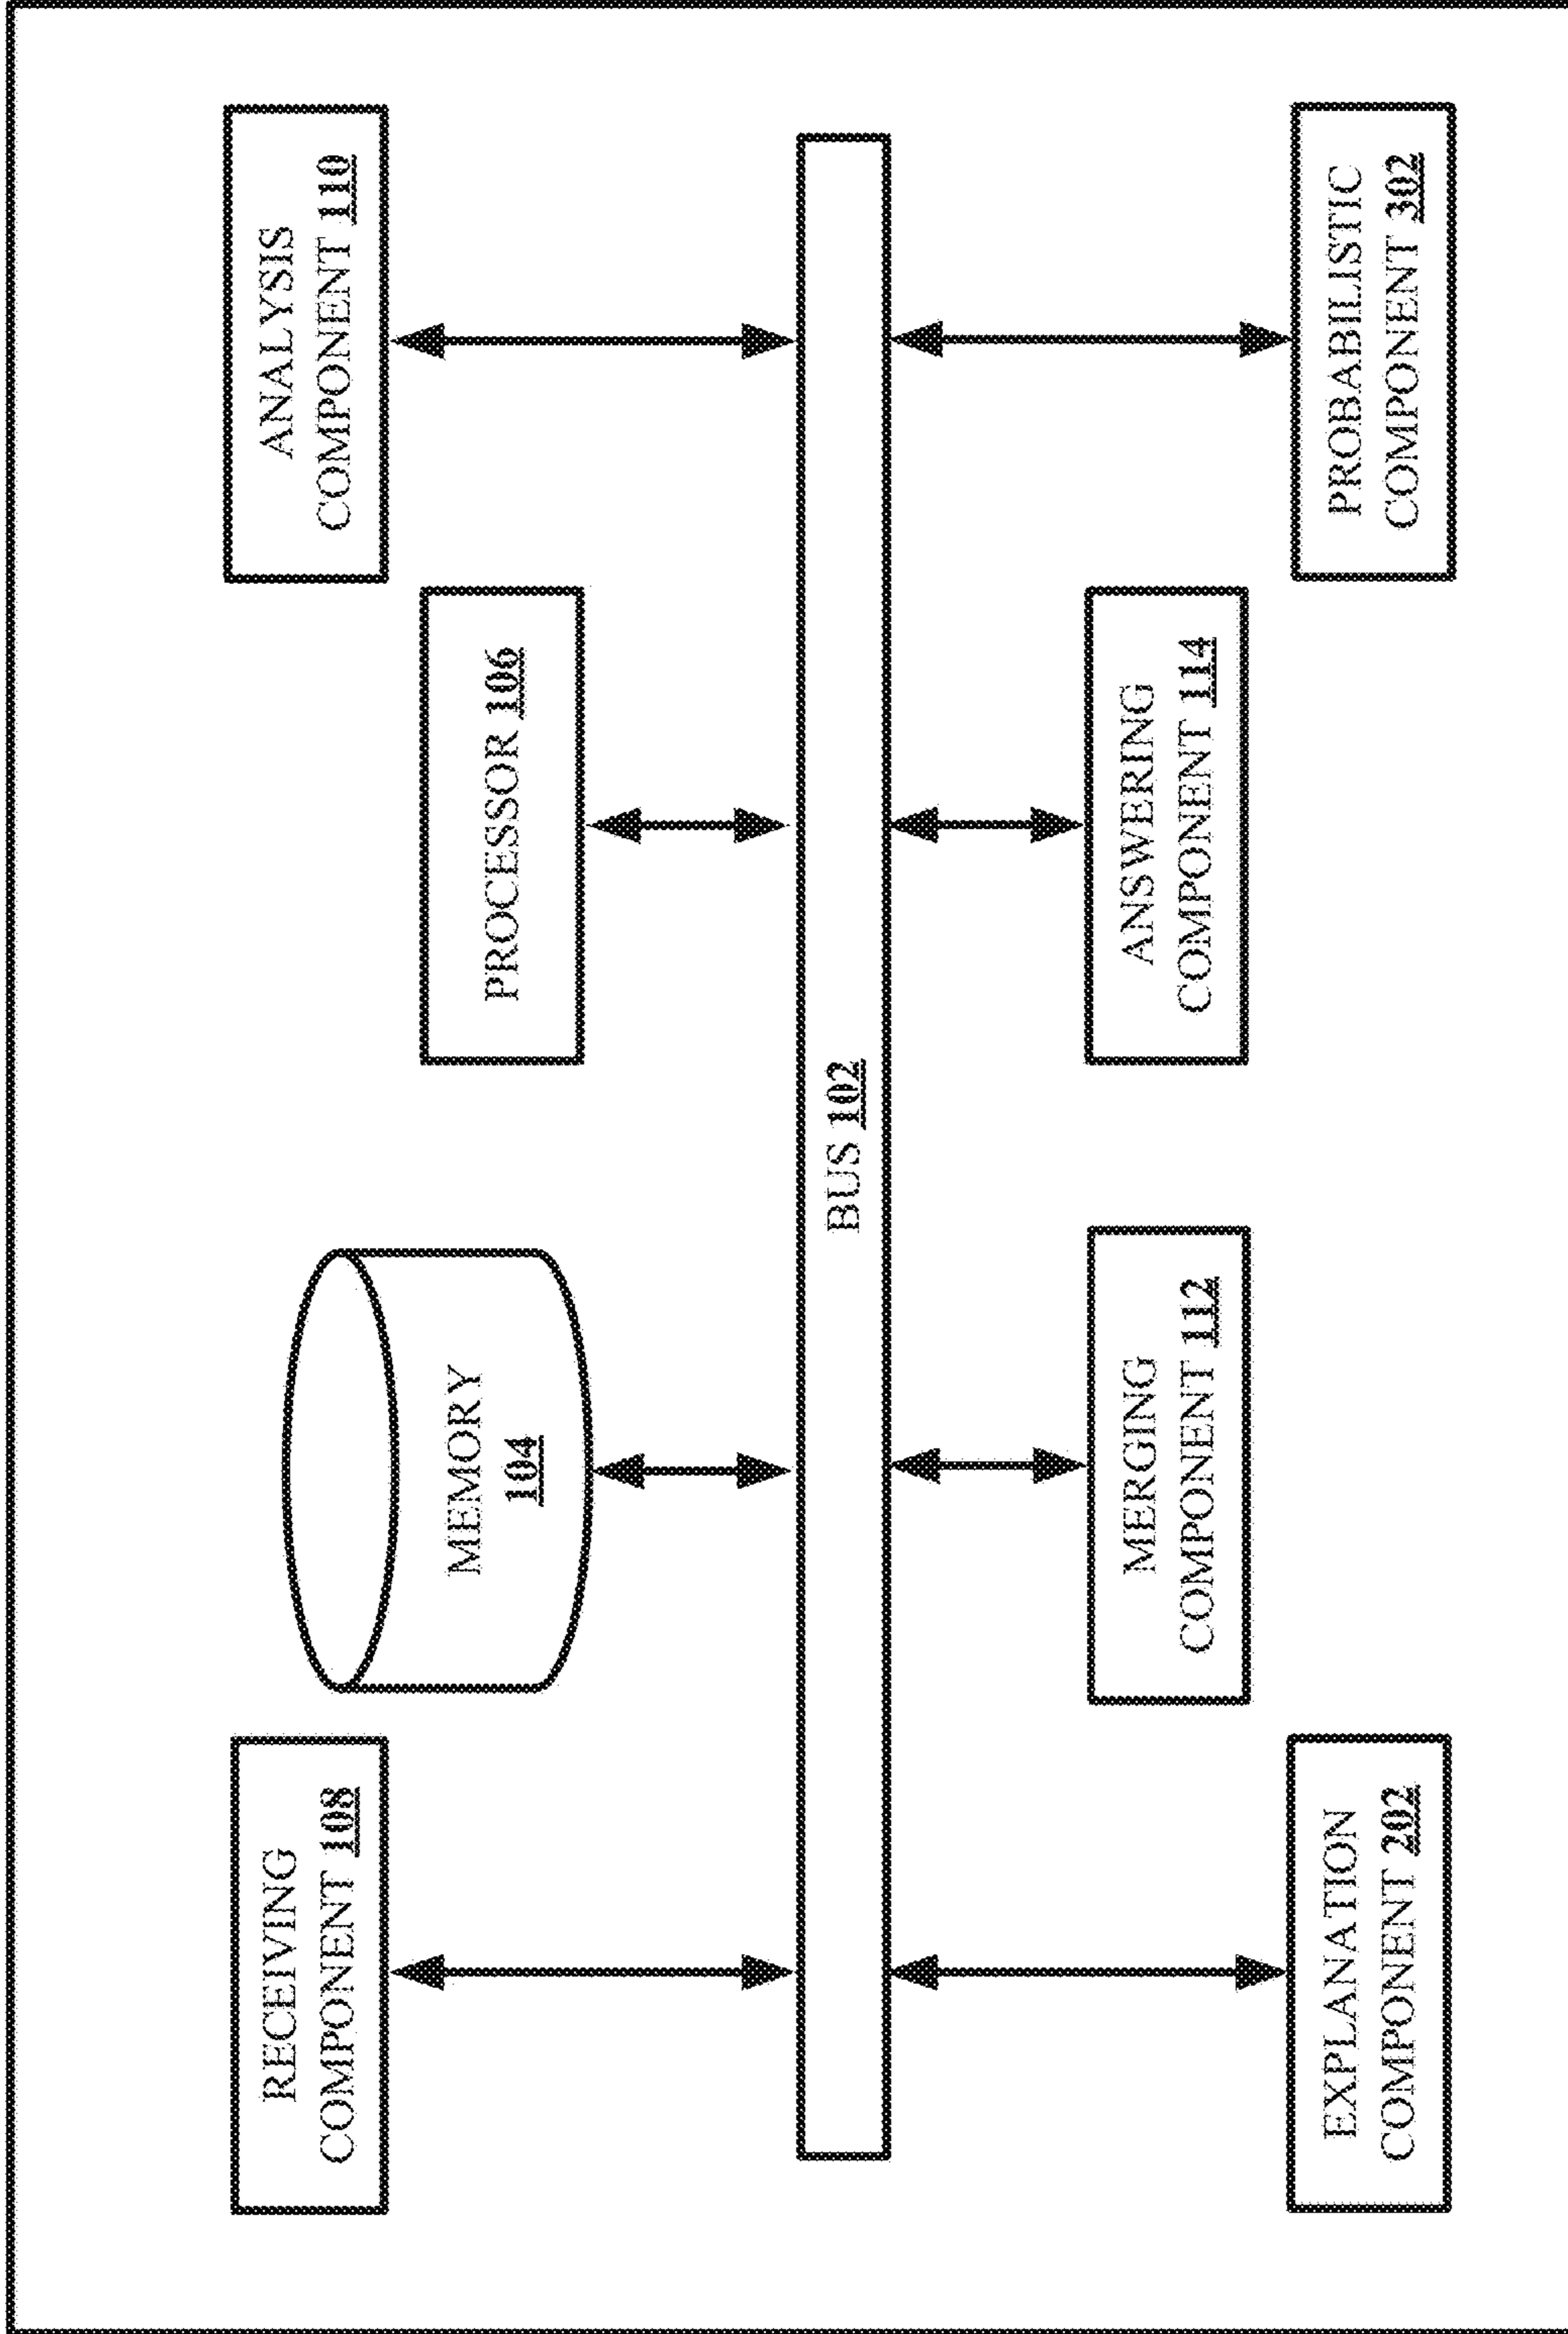 RECEIVING
COMPONENT 108
MEMORY
104
PROCESSOR 106
ANALYSIS
COMPONENT 110
BUS 102
EXPLANATION
COMPONENT 202
MERGING
COMPONENT 112
ANSWERING
COMPONENT 114
PROBABILISTIC
COMPONENT 302